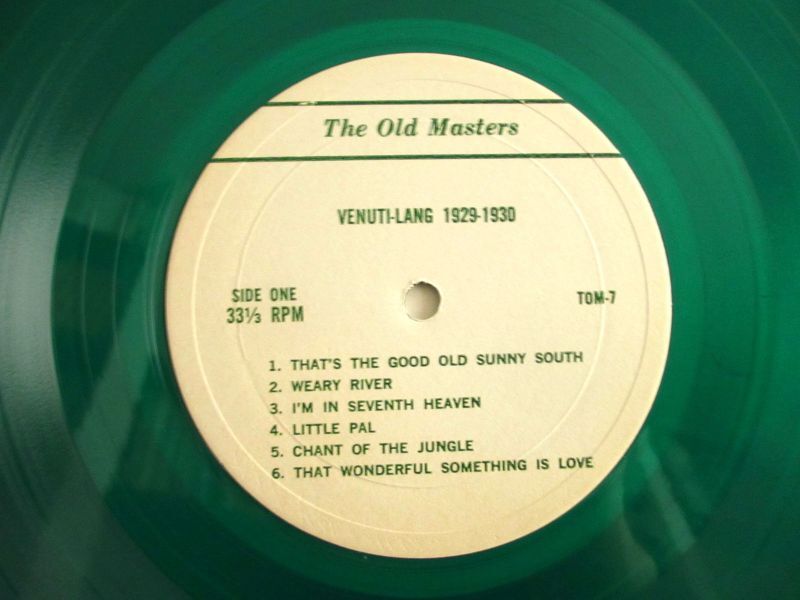 The Old Masters
VENUTI-LANG 1929-1930
SIDE ONE
33⅓ RPM
TOM-7
1. THAT'S THE GOOD OLD SUNNY SOUTH
2. WEARY RIVER
3. I'M IN SEVENTH HEAVEN
4. LITTLE PAL
5. CHANT OF THE JUNGLE
6. THAT WONDERFUL SOMETHING IS LOVE